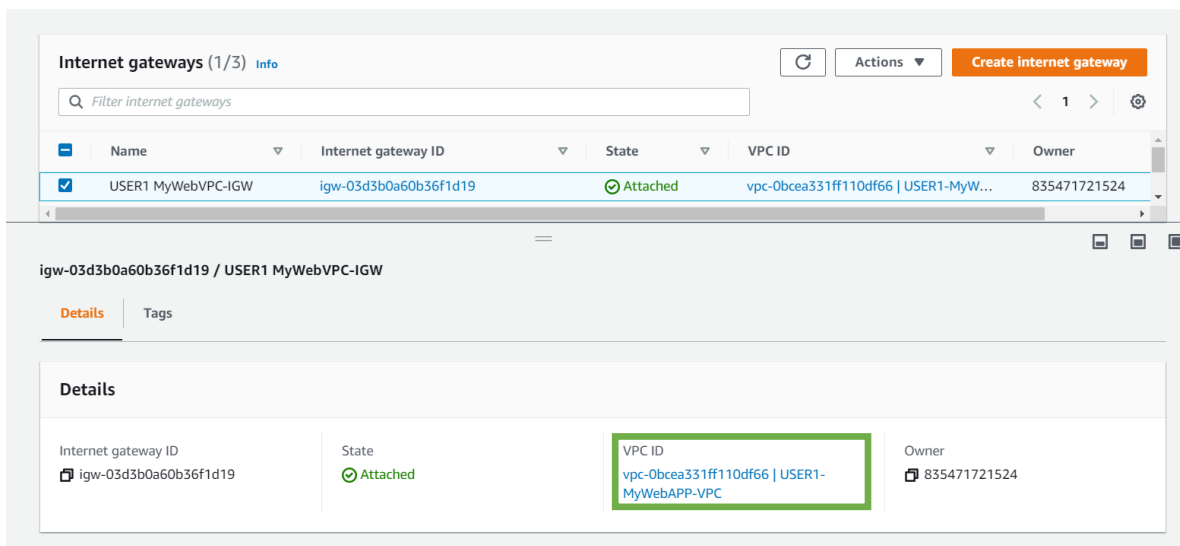 Internet gateways (1/3) Info
Actions
Create internet gateway
Filter internet gateways
1
Name
Internet gateway ID
State
VPC ID
Owner
USER1 MyWebVPC-IGW
igw-03d3b0a60b36f1d19
Attached
vpc-0bcea331ff110df66 | USER1-MyW...
835471721524
igw-03d3b0a60b36f1d19 / USER1 MyWebVPC-IGW
Details
Tags
Details
Internet gateway ID
igw-03d3b0a60b36f1d19
State
Attached
VPC ID
vpc-0bcea331ff110df66 | USER1-
MyWebAPP-VPC
Owner
835471721524